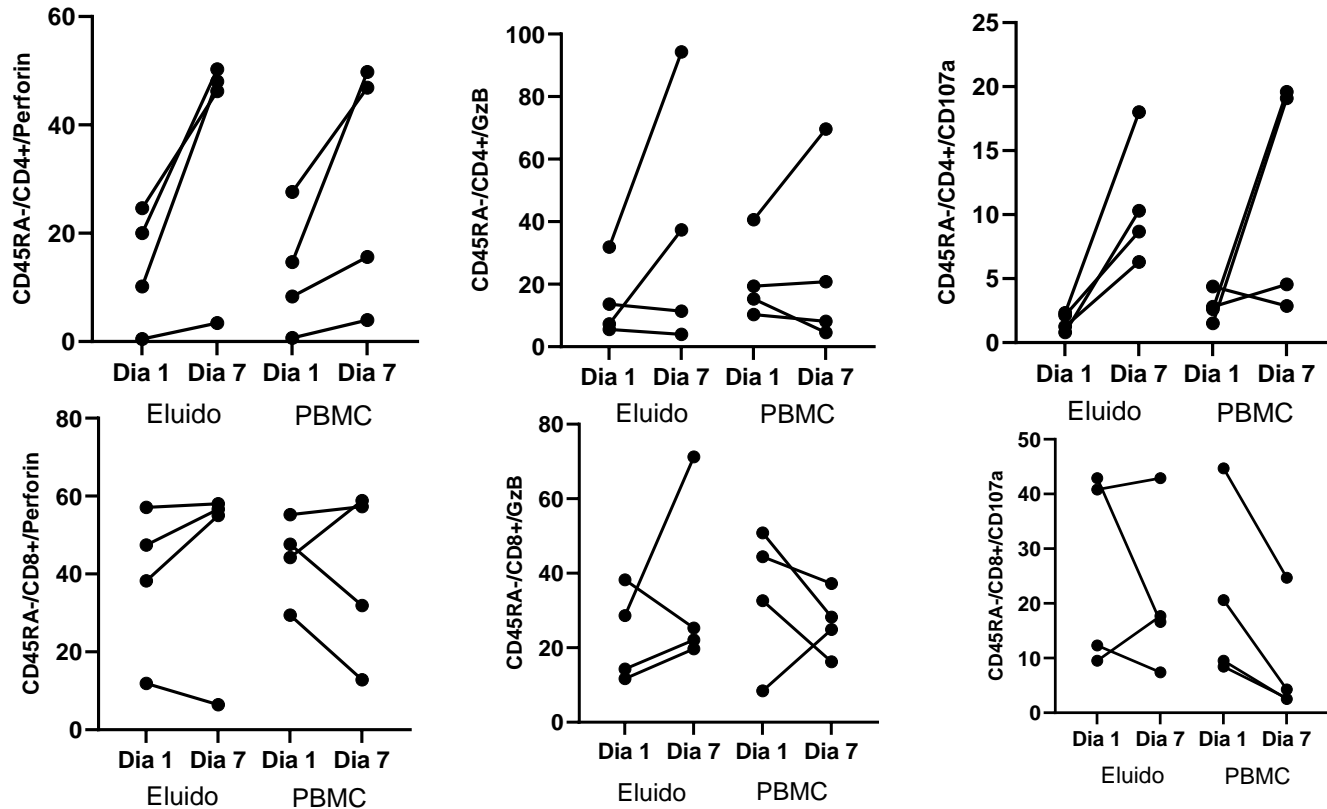 CD45RA-/CD4+/Perforin
60
40
20
0
Dia 1 Dia 7 Dia 1 Dia 7
Eluido PBMC
CD45RA-/CD4+/GzB
100
80
60
40
20
0
Dia 1 Dia 7 Dia 1 Dia 7
Eluido PBMC
CD45RA-/CD4+/CD107a
25
20
15
10
5
0
Dia 1 Dia 7 Dia 1 Dia 7
Eluido PBMC
CD45RA-/CD8+/Perforin
80
60
40
20
0
Dia 1 Dia 7 Dia 1 Dia 7
Eluido PBMC
CD45RA-/CD8+/GzB
80
60
40
20
0
Dia 1 Dia 7 Dia 1 Dia 7
Eluido PBMC
CD45RA-/CD8+/CD107a
50
40
30
20
10
0
Dia 1 Dia 7 Dia 1 Dia 7
Eluido PBMC